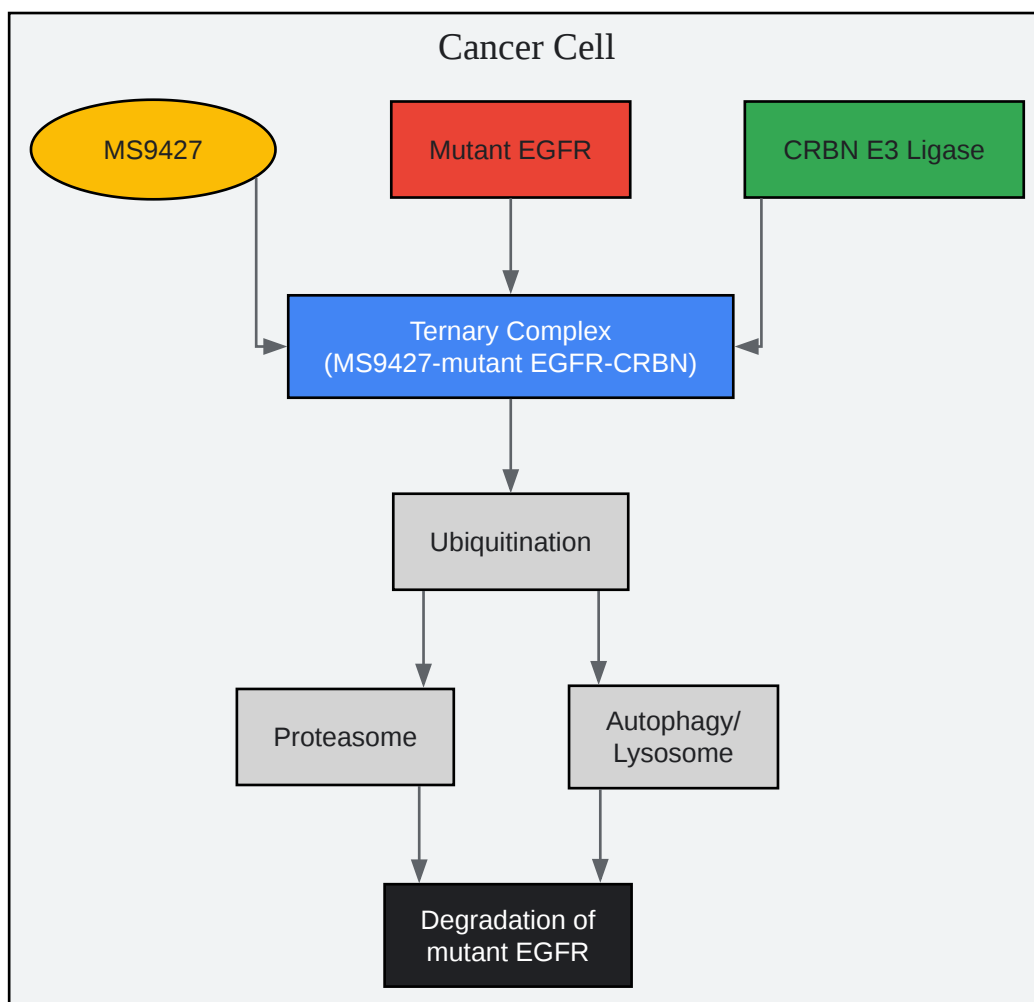 Cancer Cell
MS9427
Mutant EGFR
CRBN E3 Ligase
Ternary Complex
(MS9427-mutant EGFR-CRBN)
Ubiquitination
Proteasome
Autophagy/
Lysosome
Degradation of
mutant EGFR